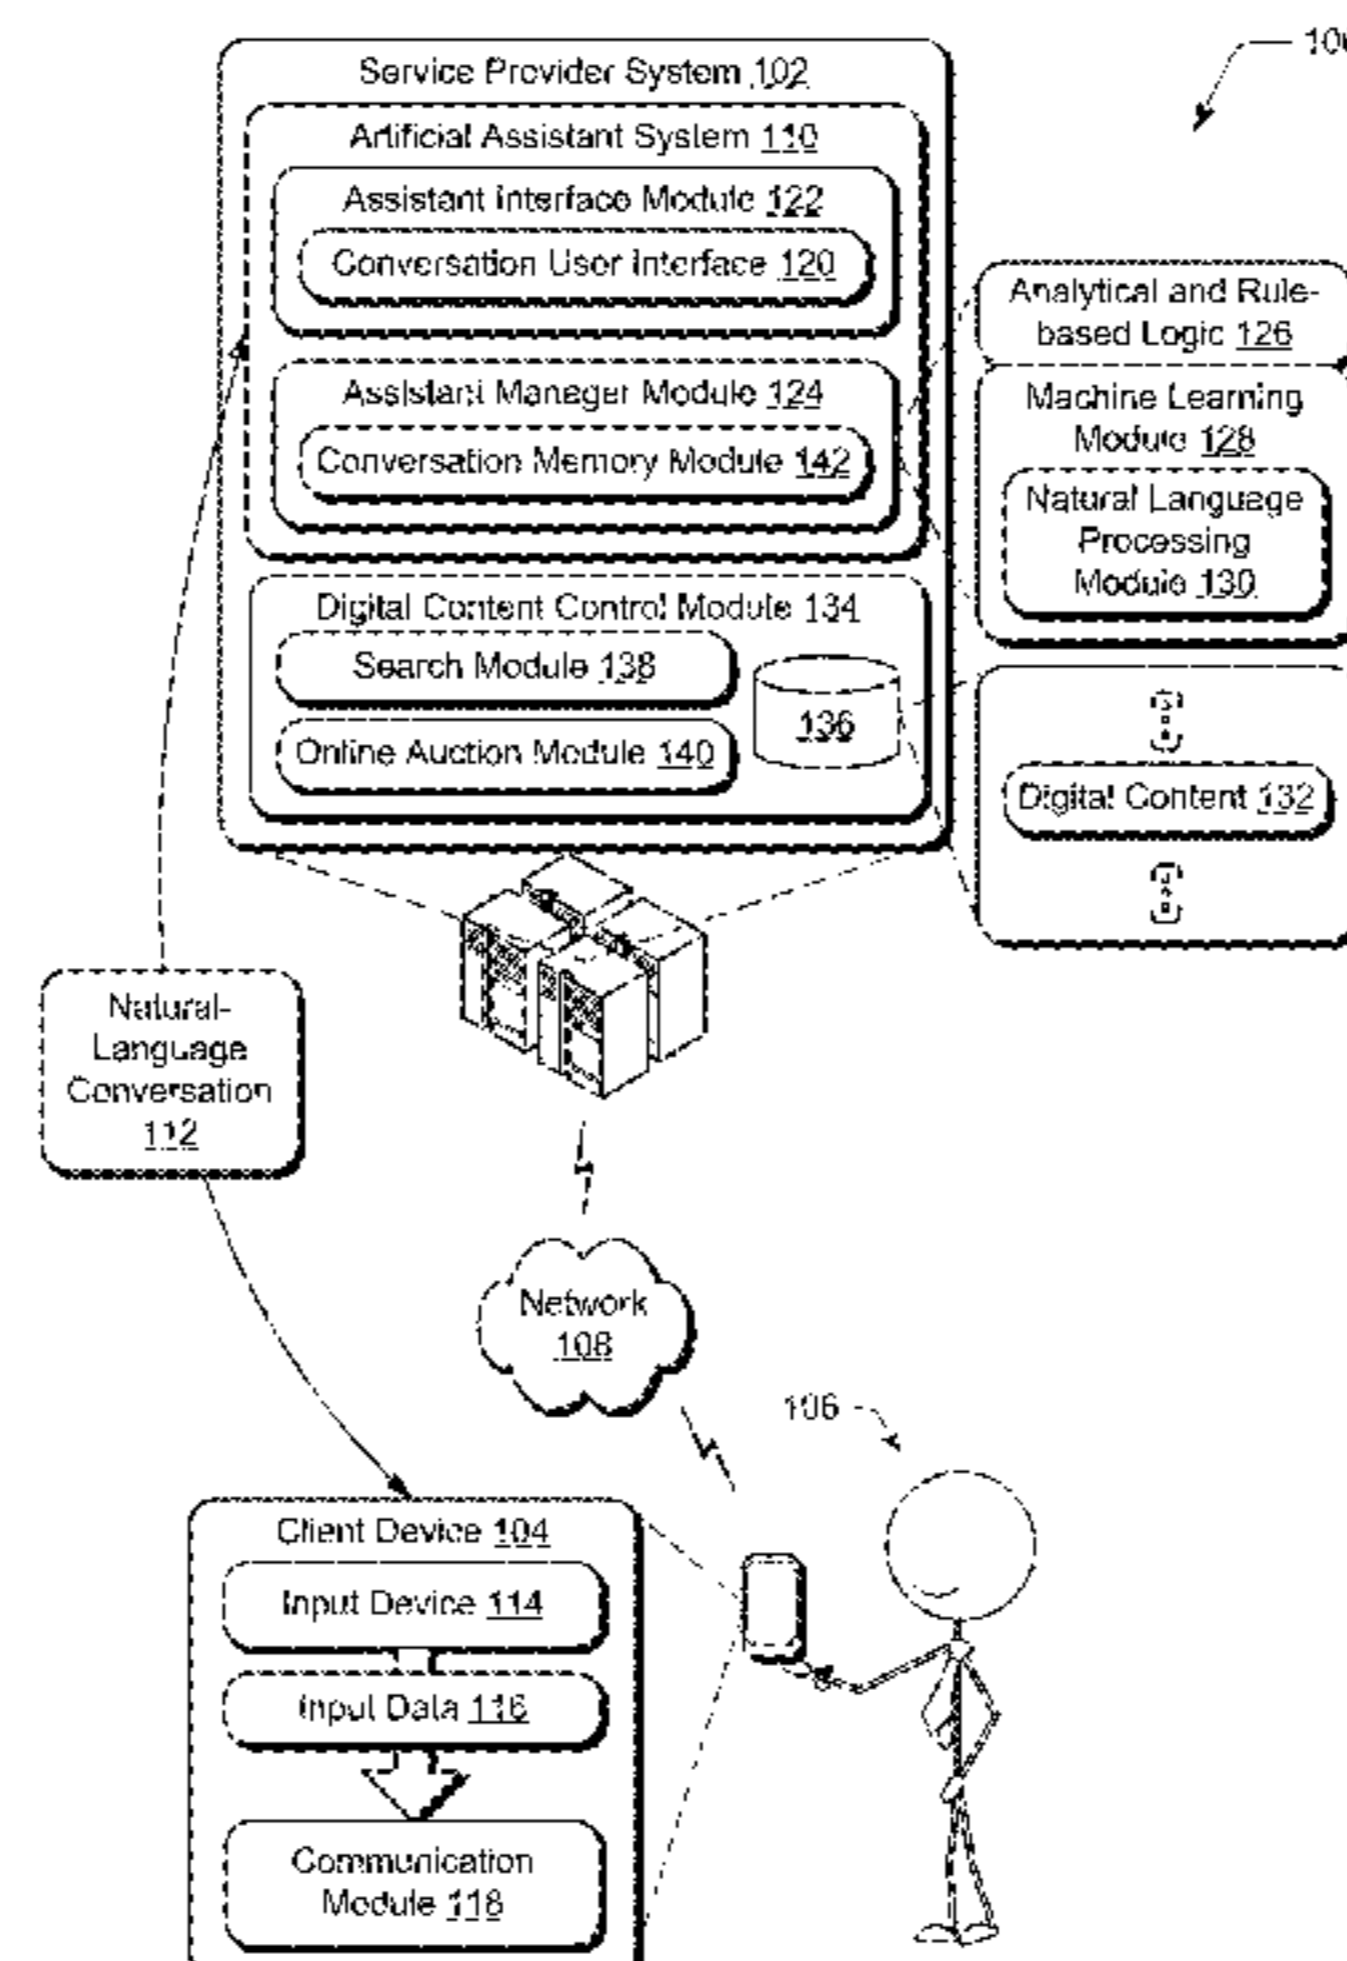 100
Service Provider System 102
Artificial Assistant System 110
Assistant Interface Module 122
Conversation User Interface 120
Assistant Manager Module 124
Conversation Memory Module 142
Analytical and Rule-
based Logic 126
Machine Learning
Module 128
Natural Language
Processing
Module 130
Digital Content Control Module 134
Search Module 138
Online Auction Module 140
136
Digital Content 132
Natural-
Language
Conversation
112
Network
108
106
Client Device 104
Input Device 114
Input Data 116
Communication
Module 118